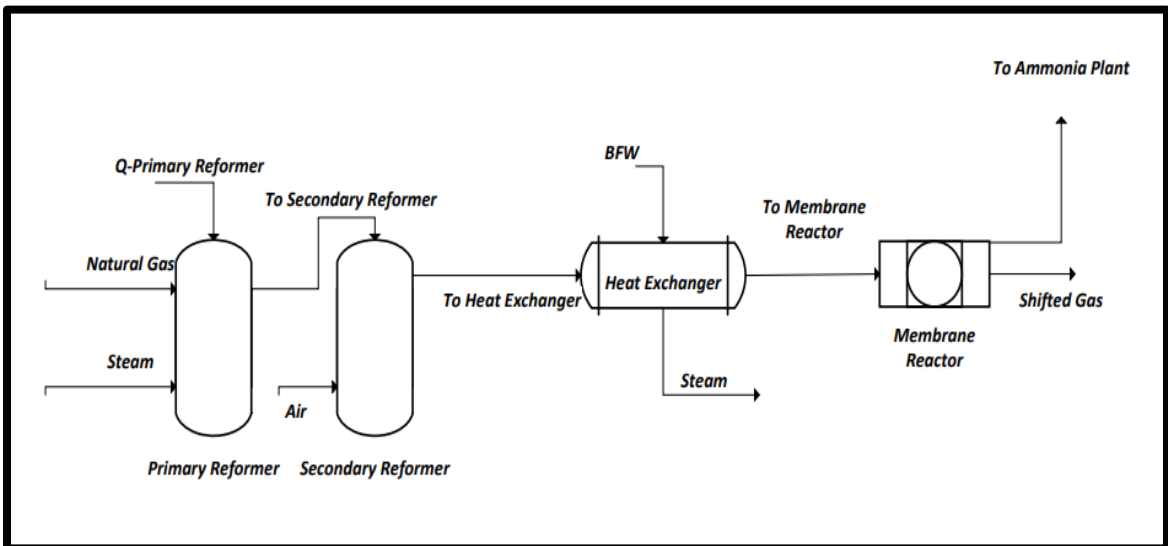 To Ammonia Plant
Q-Primary Reformer
BFW
To Secondary Reformer
To Membrane
Reactor
Natural Gas
Heat Exchanger
To Heat Exchanger
Shifted Gas
Membrane
Reactor
Steam
Steam
Air
Primary Reformer
Secondary Reformer